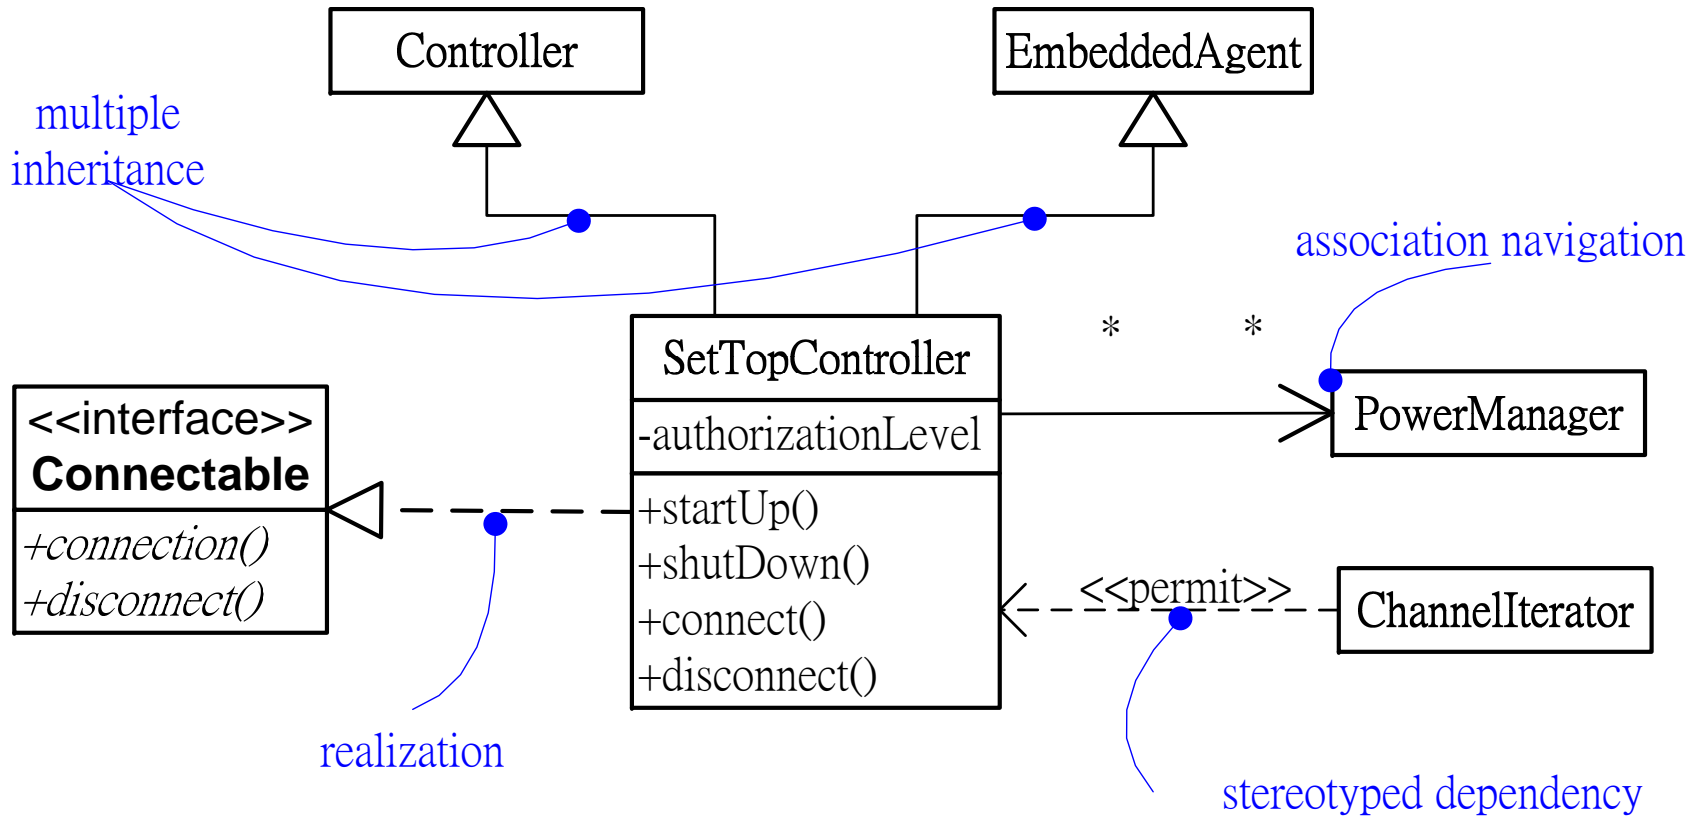 Controller
EmbeddedAgent
multiple
inheritance
association navigation
* *
SetTopController
-authorizationLevel
+startUp()
+shutDown()
+connect()
+disconnect()
<<interface>>
Connectable
+connection()
+disconnect()
PowerManager
<<permit>>
ChannelIterator
realization
stereotyped dependency